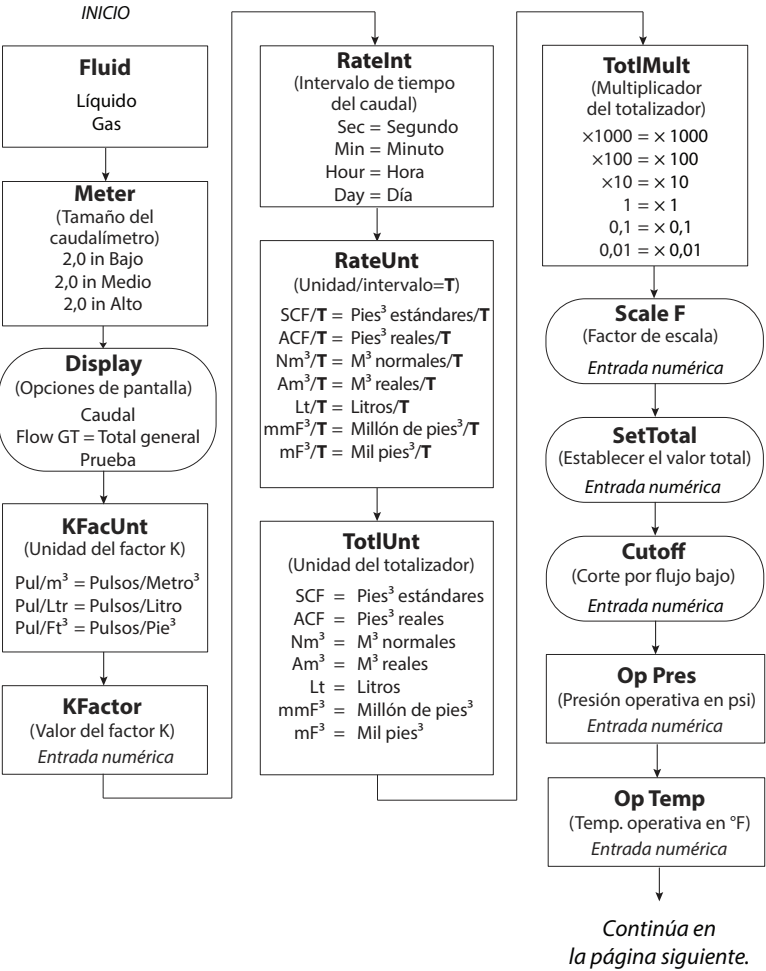 INICIO
Fluid
Líquido
Gas
Meter
(Tamaño del
caudalímetro)
2,0 in Bajo
2,0 in Medio
2,0 in Alto
Display
(Opciones de pantalla)
Caudal
Flow GT = Total general
Prueba
KFacUnt
(Unidad del factor K)
Pul/m³ = Pulsos/Metro³
Pul/Ltr = Pulsos/Litro
Pul/Ft³ = Pulsos/Pie³
KFactor
(Valor del factor K)
Entrada numérica
RateInt
(Intervalo de tiempo
del caudal)
Sec = Segundo
Min = Minuto
Hour = Hora
Day = Día
RateUnt
(Unidad/intervalo=T)
SCF/T = Pies³ estándares/T
ACF/T = Pies³ reales/T
Nm³/T = M³ normales/T
Am³/T = M³ reales/T
Lt/T = Litros/T
mmF³/T = Millón de pies³/T
mF³/T = Mil pies³/T
TotlUnt
(Unidad del totalizador)
SCF = Pies³ estándares
ACF = Pies³ reales
Nm³ = M³ normales
Am³ = M³ reales
Lt = Litros
mmF³ = Millón de pies³
mF³ = Mil pies³
TotlMult
(Multiplicador
del totalizador)
×1000 = × 1000
×100 = × 100
×10 = × 10
1 = × 1
0,1 = × 0,1
0,01 = × 0,01
Scale F
(Factor de escala)
Entrada numérica
SetTotal
(Establecer el valor total)
Entrada numérica
Cutoff
(Corte por flujo bajo)
Entrada numérica
Op Pres
(Presión operativa en psi)
Entrada numérica
Op Temp
(Temp. operativa en °F)
Entrada numérica
Continúa en
la página siguiente.